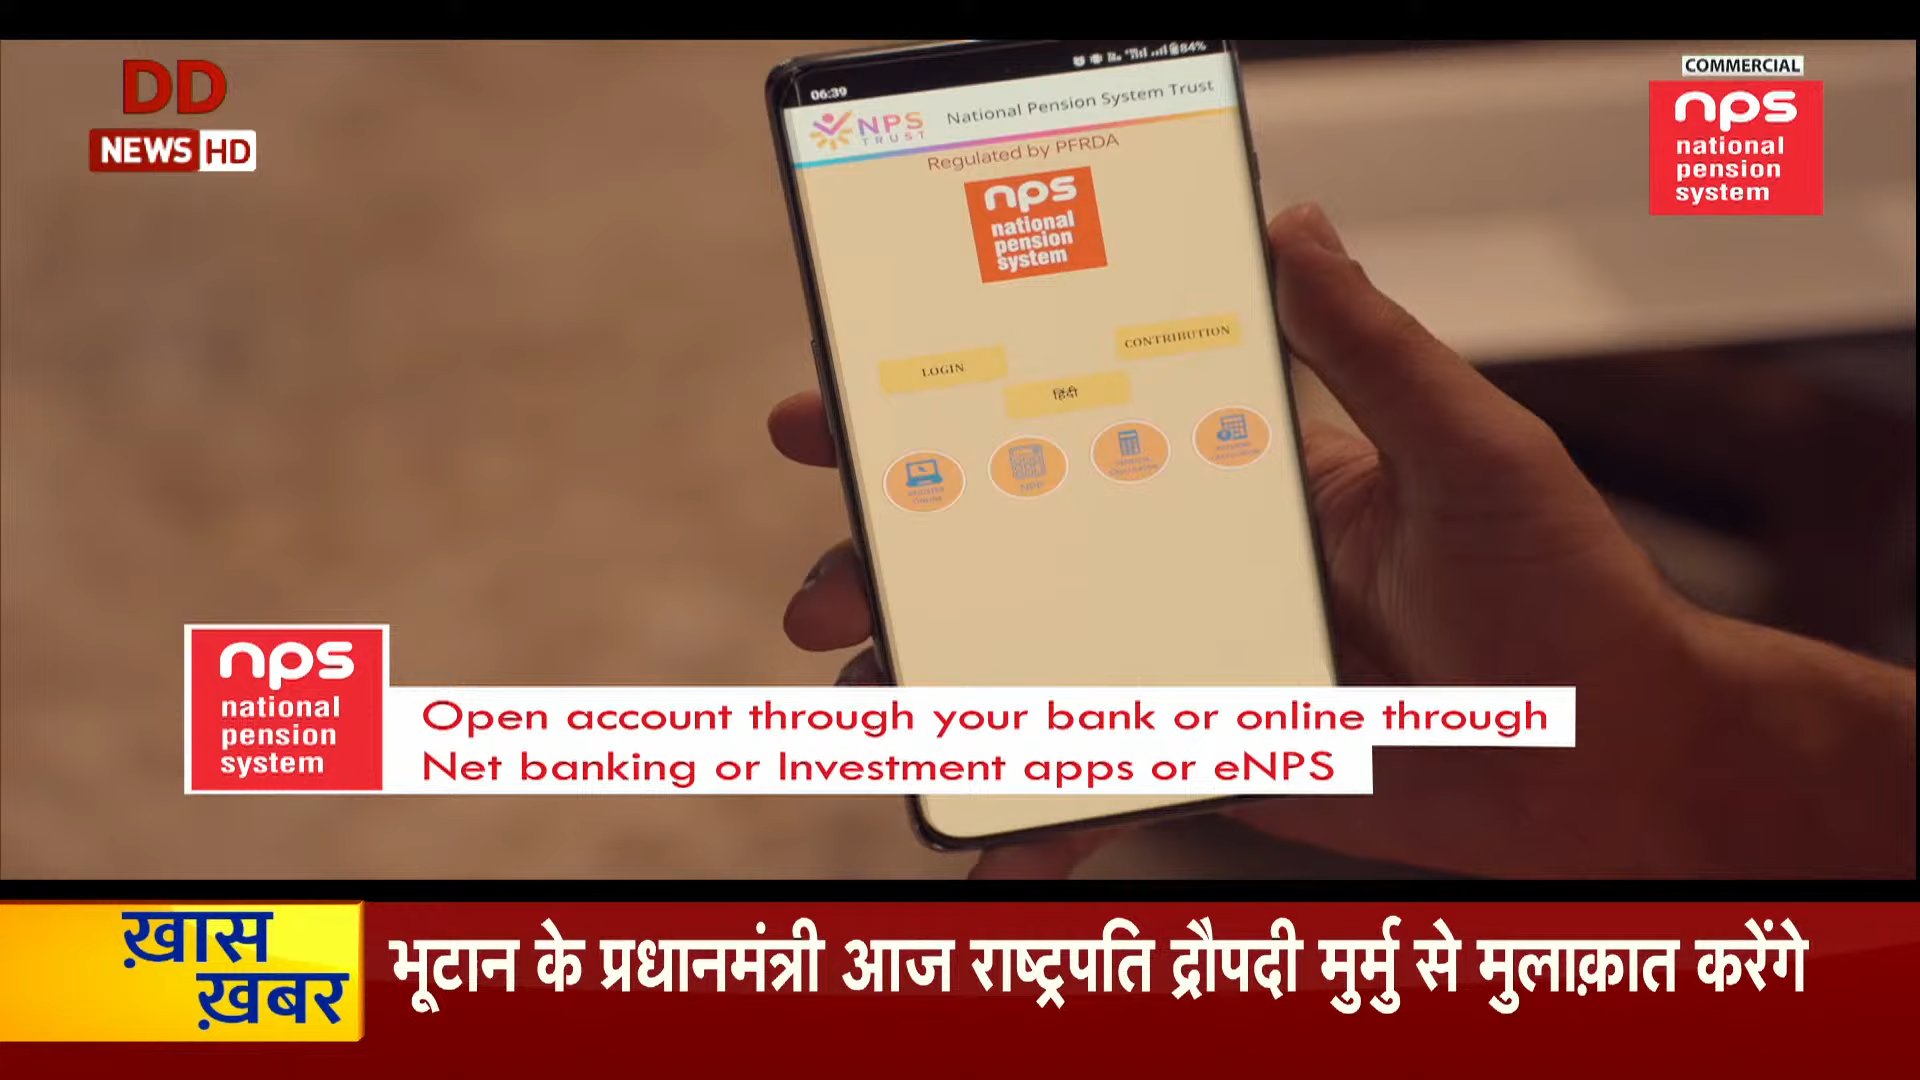 DD
NEWS HD
COMMERCIAL
nps
national
pension
system
06:39
84%
NPS
TRUST
National Pension System Trust
Regulated by PFRDA
nps
national
pension
system
LOGIN
CONTRIBUTION
हिंदी
nps
national
pension
system
Open account through your bank or online through
Net banking or Investment apps or eNPS
ख़ास
ख़बर
भूटान के प्रधानमंत्री आज राष्ट्रपति द्रौपदी मुर्मु से मुलाक़ात करेंगे